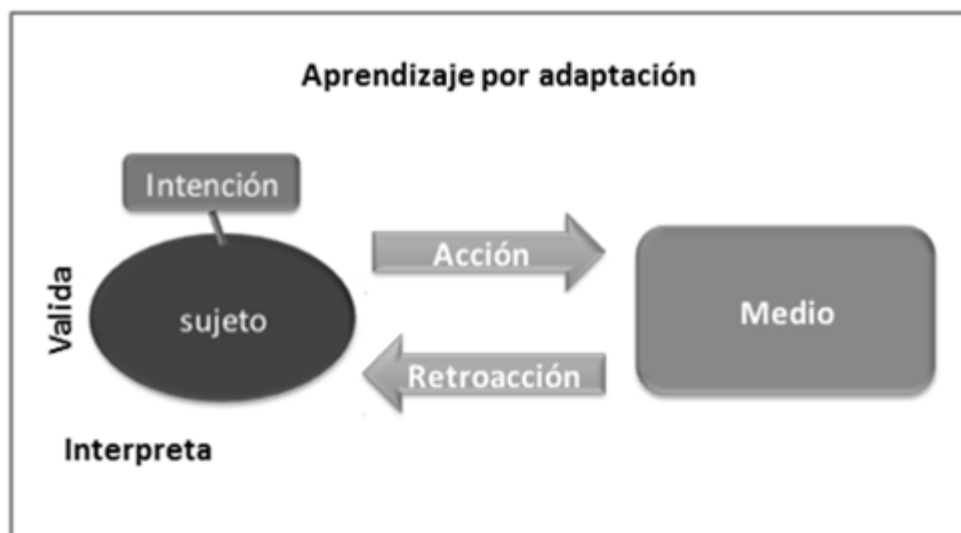 Aprendizaje por adaptación
Intención
Acción
Valida
sujeto
Medio
Retroacción
Interpreta